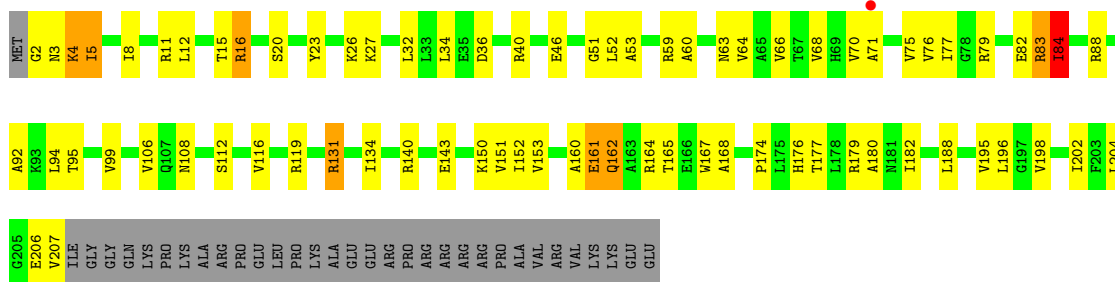 MET G2 N3 K4 I5 I8 R11 L12 T15 R16 S20 Y23 K26 K27 L32 L33 L34 E35 D36 R40 E46 G51 L52 A53 R59 A60 N63 V64 A65 V66 T67 V68 H69 V70 A71 V75 V76 I77 G78 R79 E82 R83 I84 R88
A92 K93 L94 T95 V99 V106 Q107 N108 S112 V116 R119 R131 I134 R140 E143 K150 V151 I152 V153 A160 E161 Q162 A163 R164 T165 E166 W167 A168 P174 L175 H176 T177 L178 R179 A180 N181 I182 L188 V195 L196 G197 V198 I202 F203
G205 E206 V207 ILE GLY GLY GLN LYS PRO LYS ALA ARG PRO GLU LEU PRO LYS ALA GLU GLU ARG PRO ARG ARG ARG ARG PRO ALA VAL ARG VAL LYS LYS GLU GLU